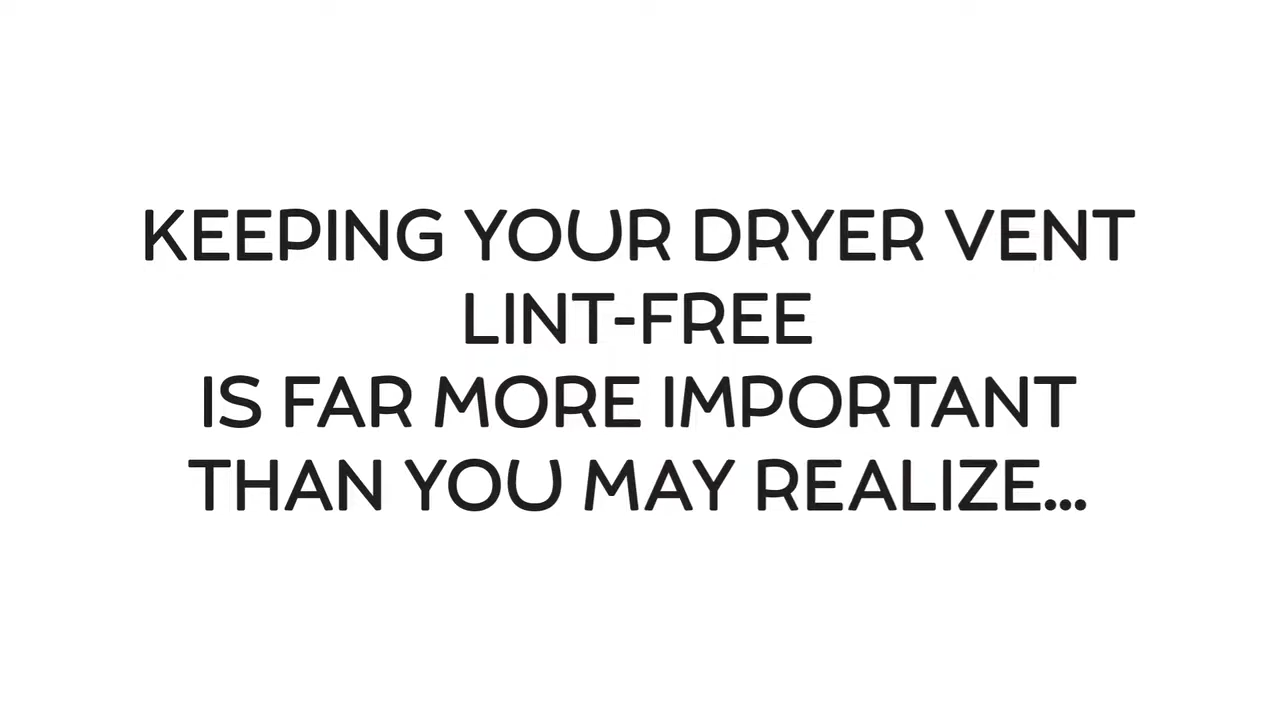 KEEPING YOUR DRYER VENT
LINT-FREE
IS FAR MORE IMPORTANT
THAN YOU MAY REALIZE...